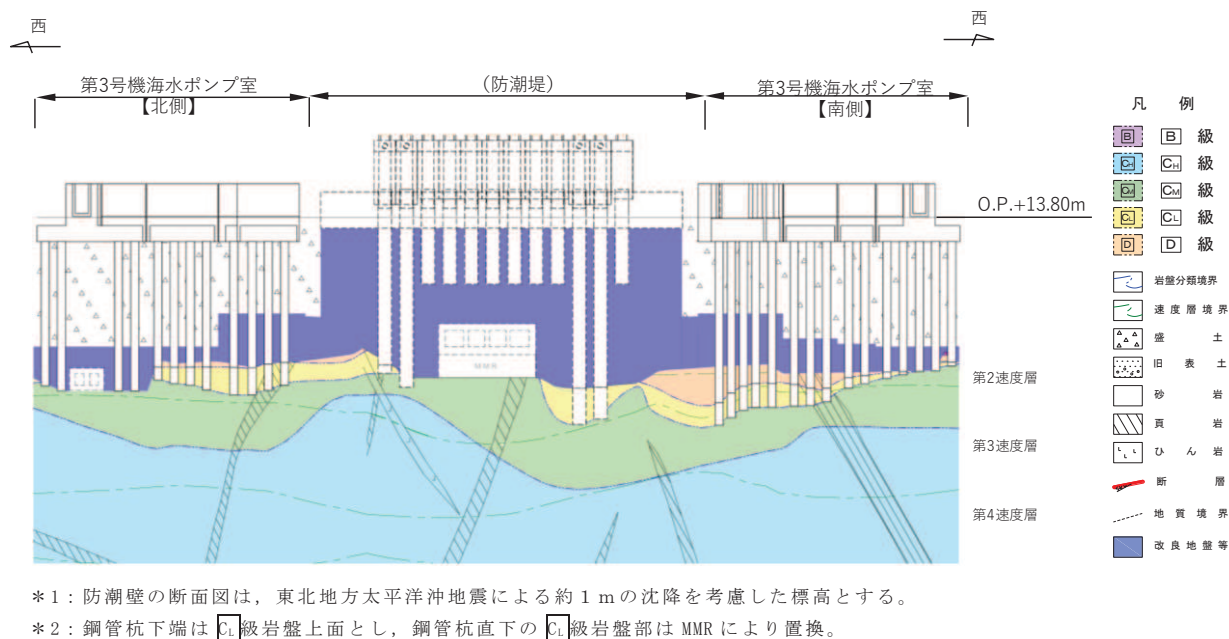 西
西
第3号機海水ポンプ室
【北側】
(防潮堤)
第3号機海水ポンプ室
【南側】
O.P.+13.80m
MMR
第2速度層
第3速度層
第4速度層
凡 例
B B 級
CH CH 級
CM CM 級
CL CL 級
D D 級
岩盤分類境界
速度層境界
盛土
旧表土
砂岩
頁岩
ひん岩
断層
地質境界
改良地盤等
*1:防潮壁の断面図は,東北地方太平洋沖地震による約1mの沈降を考慮した標高とする。
*2:鋼管杭下端はCL級岩盤上面とし,鋼管杭直下のCL級岩盤部はMMRにより置換。